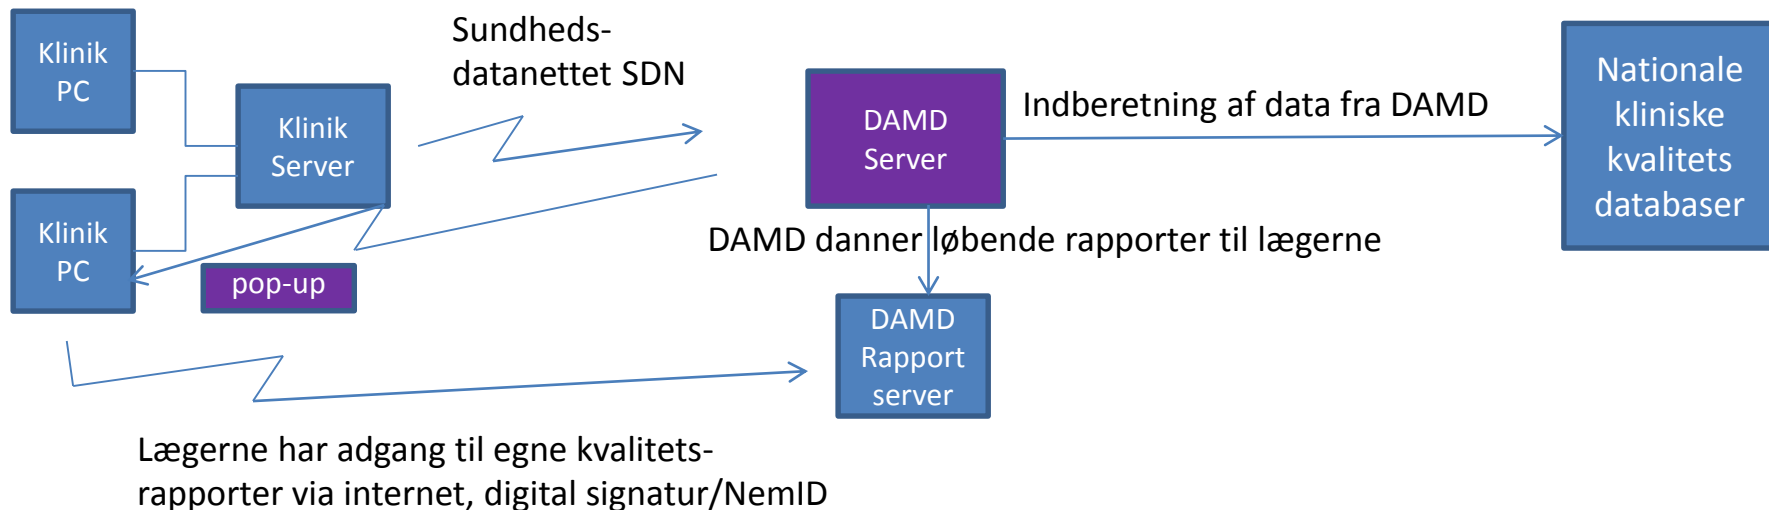 Klinik
PC
Klinik
PC
Klinik
Server
pop-up
Sundheds-
datanettet SDN
DAMD
Server
Indberetning af data fra DAMD
Nationale
kliniske
kvalitets
databaser
DAMD danner løbende rapporter til lægerne
DAMD
Rapport
server
Lægerne har adgang til egne kvalitets-
rapporter via internet, digital signatur/NemID